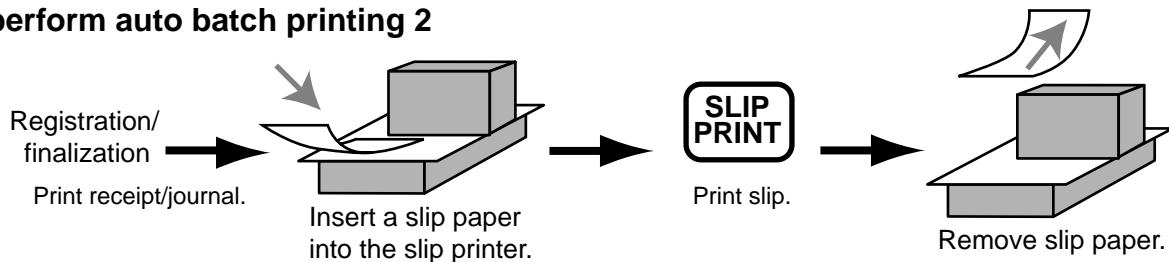 perform auto batch printing 2
Registration/
finalization
Print receipt/journal.
Insert a slip paper
into the slip printer.
SLIP
PRINT
Print slip.
Remove slip paper.